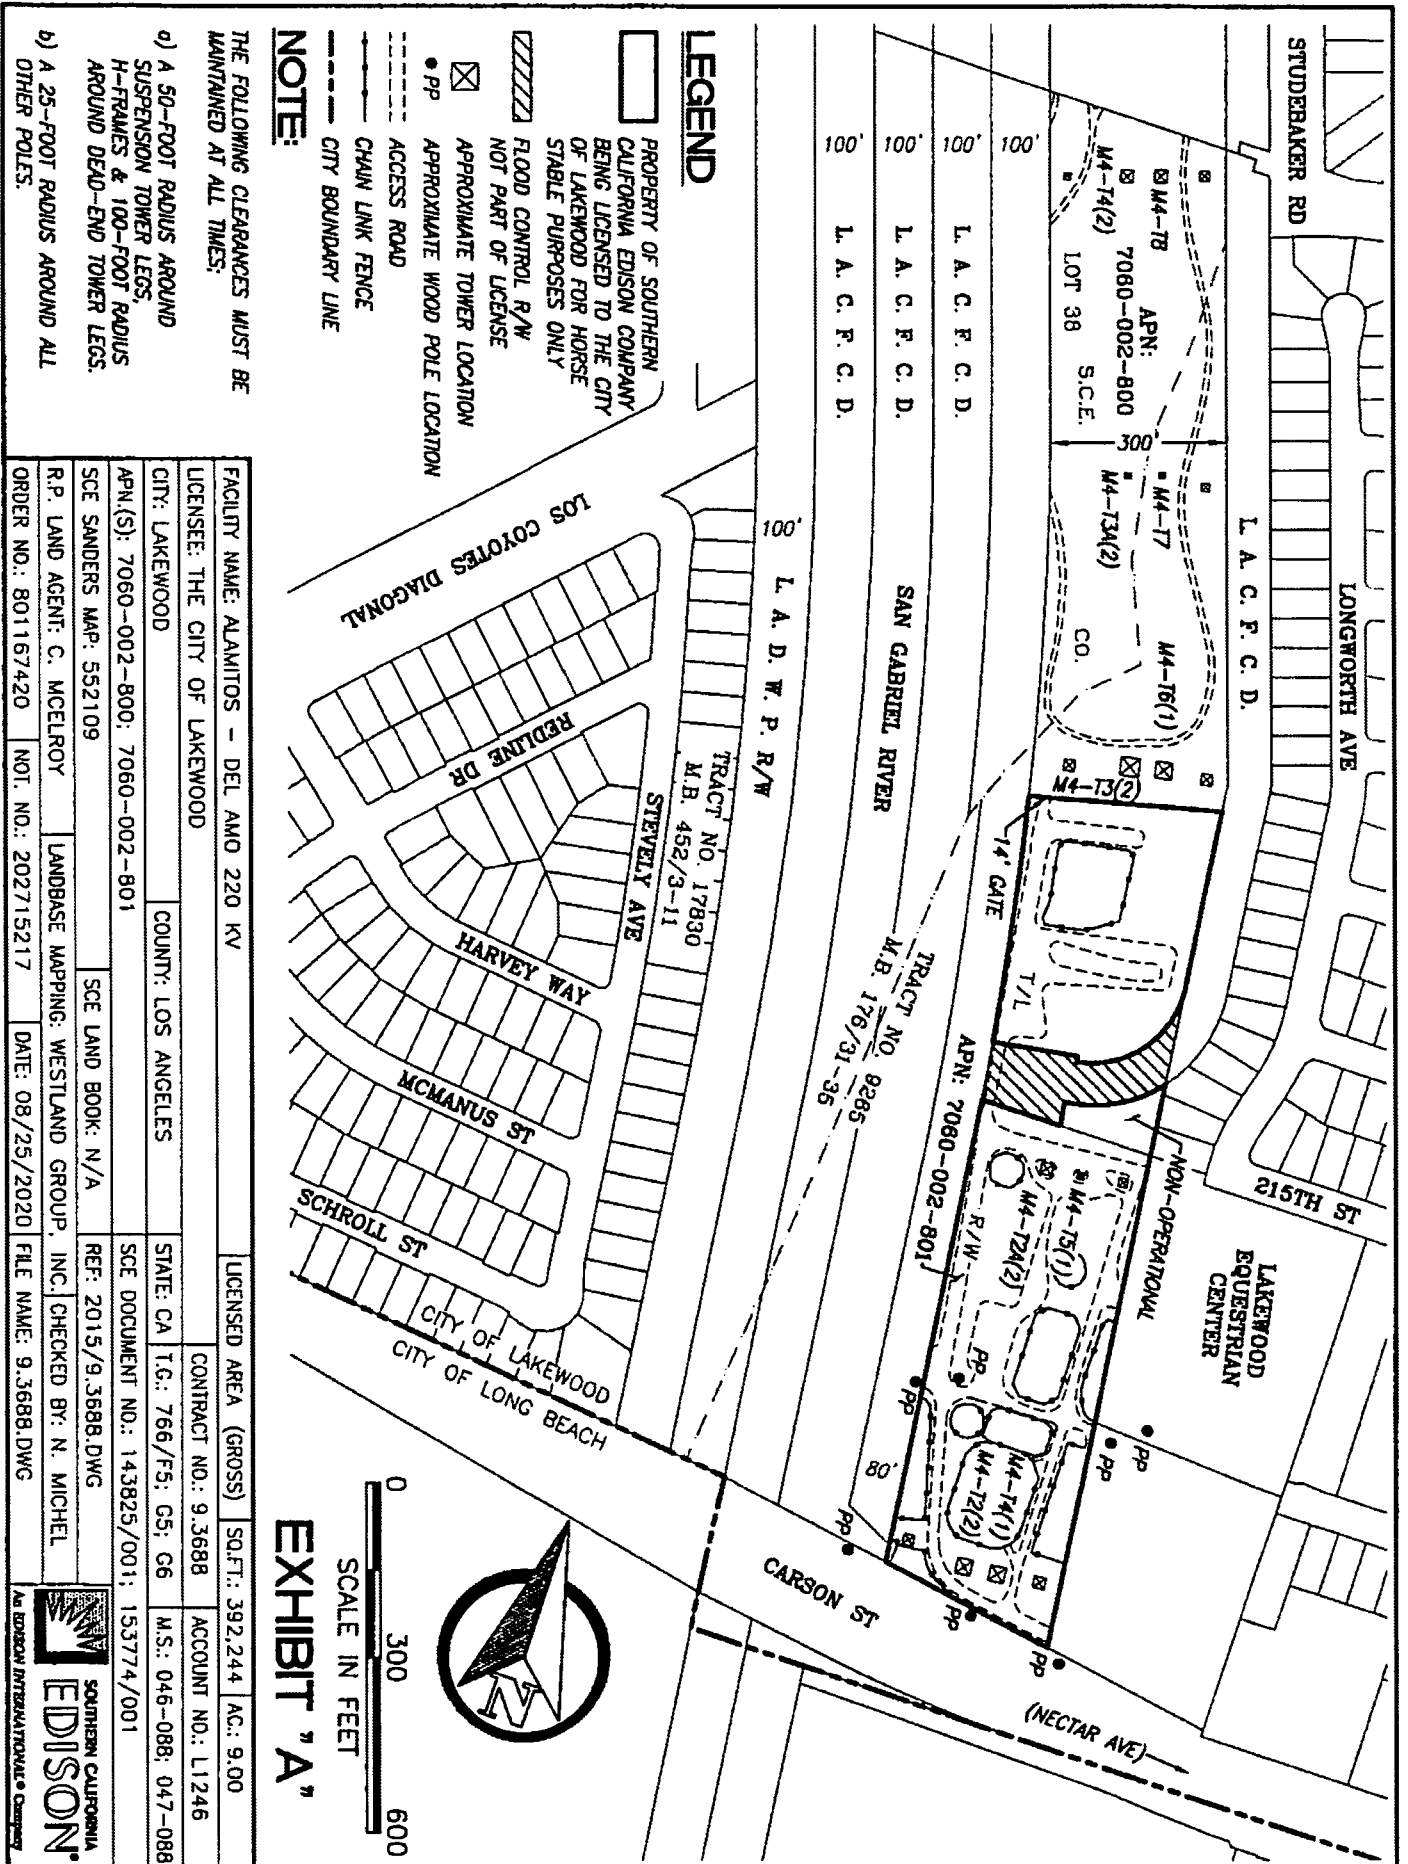 STUDEBAKER RD
LONGWORTH AVE
215TH ST
LAKEWOOD
EQUESTRIAN
CENTER
L. A. C. F. C. D.
M4-T8
M4-T4(2)
APN:
7060-002-800
LOT 38
S.C.E.
300'
M4-T7
M4-T3A(2)
CO.
M4-T6(1)
M4-T3(2)
14' GATE
T/L
NON-OPERATIONAL
M4-T5(1)
M4-T2A(2)
R/W
APN: 7060-002-801
PP
PP
PP
PP
M4-T4(1)
M4-T2(2)
80'
PP
PP
PP
CARSON ST
(NECTAR AVE)
100'
100'
100'
100'
L. A. C. F. C. D.
L. A. C. F. C. D.
L. A. C. F. C. D.
SAN GABRIEL RIVER
TRACT NO. 9265
M.B. 176/31-35
100'
L. A. D. W. P. R/W
TRACT NO. 17830
M.B. 452/3-11
STEVELY AVE
LOS COYOTES DIAGONAL
REDLINE DR
HARVEY WAY
MCMANUS ST
SCHROLL ST
CITY OF LAKEWOOD
CITY OF LONG BEACH
LEGEND
PROPERTY OF SOUTHERN
CALIFORNIA EDISON COMPANY
BEING LICENSED TO THE CITY
OF LAKEWOOD FOR HORSE
STABLE PURPOSES ONLY
FLOOD CONTROL R/W
NOT PART OF LICENSE
APPROXIMATE TOWER LOCATION
PP APPROXIMATE WOOD POLE LOCATION
ACCESS ROAD
CHAIN LINK FENCE
CITY BOUNDARY LINE
NOTE:
THE FOLLOWING CLEARANCES MUST BE
MAINTAINED AT ALL TIMES;
a) A 50-FOOT RADIUS AROUND
SUSPENSION TOWER LEGS,
H-FRAMES & 100-FOOT RADIUS
AROUND DEAD-END TOWER LEGS.
b) A 25-FOOT RADIUS AROUND ALL
OTHER POLES.
0 300 600
SCALE IN FEET
N
EXHIBIT "A"
FACILITY NAME: ALAMITOS - DEL AMO 220 KV
LICENSED AREA (GROSS) SQ.FT.: 392,244 AC.: 9.00
LICENSEE: THE CITY OF LAKEWOOD
CONTRACT NO.: 9.3688 ACCOUNT NO.: L1246
CITY: LAKEWOOD COUNTY: LOS ANGELES STATE: CA T.G.: 766/F5; G5; G6 M.S.: 046-088; 047-088
APN.(S): 7060-002-800; 7060-002-801 SCE DOCUMENT NO.: 143825/001; 153774/001
SCE SANDERS MAP: 552109 SCE LAND BOOK: N/A REF: 2015/9.3688.DWG
R.P. LAND AGENT: C. MCELROY LANDBASE MAPPING: WESTLAND GROUP, INC. CHECKED BY: N. MICHEL
ORDER NO.: 801167420 NOT. NO.: 202715217 DATE: 08/25/2020 FILE NAME: 9.3688.DWG
SOUTHERN CALIFORNIA
EDISON
An EDISON INTERNATIONAL® Company